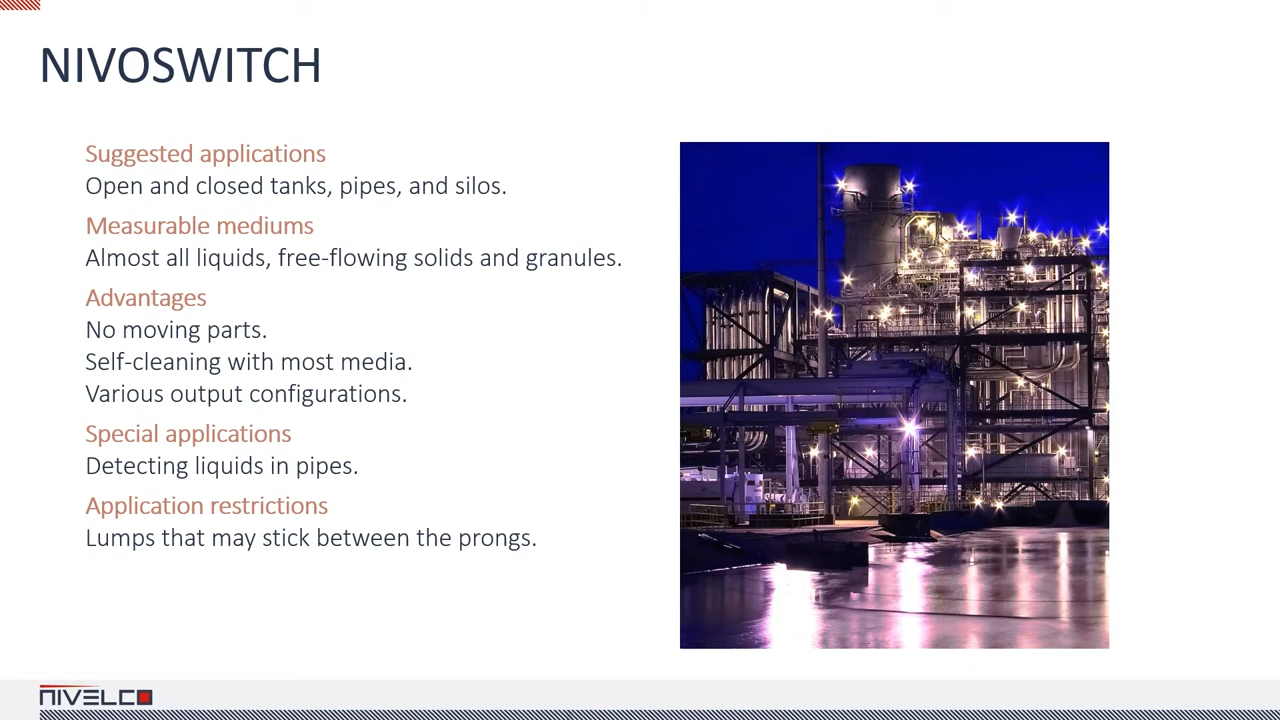 NIVOSWITCH
Suggested applications
Open and closed tanks, pipes, and silos.
Measurable mediums
Almost all liquids, free-flowing solids and granules.
Advantages
No moving parts.
Self-cleaning with most media.
Various output configurations.
Special applications
Detecting liquids in pipes.
Application restrictions
Lumps that may stick between the prongs.
NIVELCO